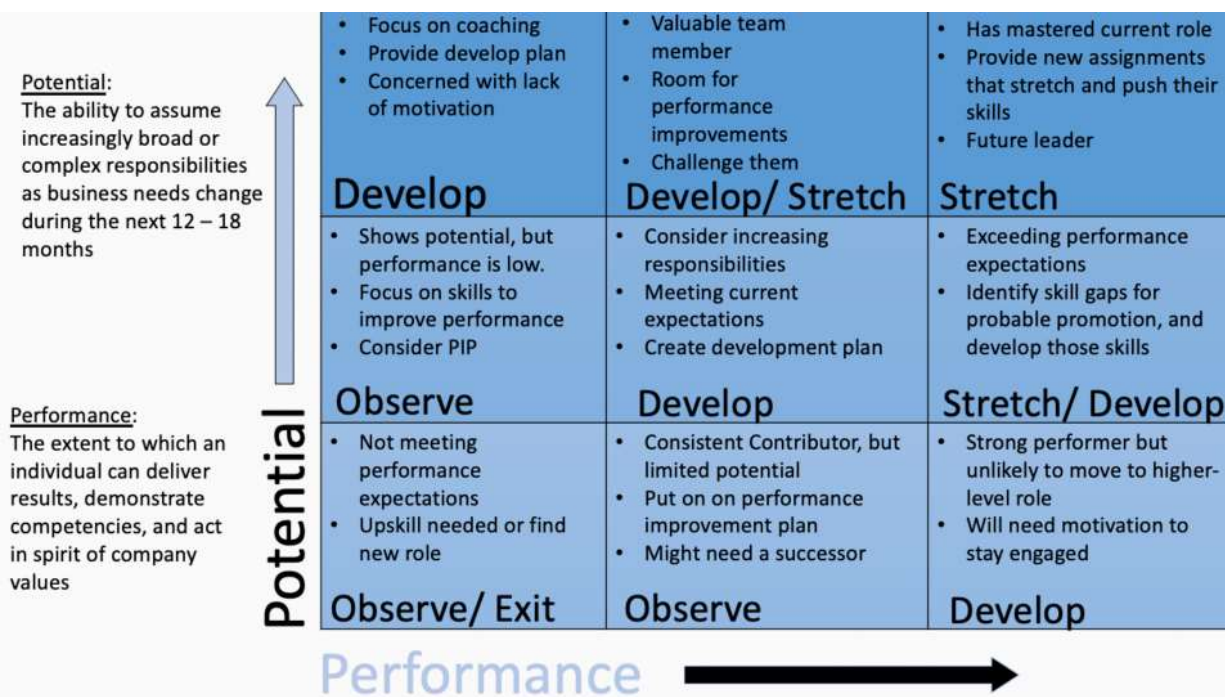 Potential:
The ability to assume
increasingly broad or
complex responsibilities
as business needs change
during the next 12 – 18
months
Performance:
The extent to which an
individual can deliver
results, demonstrate
competencies, and act
in spirit of company
values
Potential
• Focus on coaching
• Provide develop plan
• Concerned with lack
of motivation
Develop
• Valuable team
member
• Room for
performance
improvements
• Challenge them
Develop/ Stretch
• Has mastered current role
• Provide new assignments
that stretch and push their
skills
• Future leader
Stretch
• Shows potential, but
performance is low.
• Focus on skills to
improve performance
• Consider PIP
Observe
• Consider increasing
responsibilities
• Meeting current
expectations
• Create development plan
Develop
• Exceeding performance
expectations
• Identify skill gaps for
probable promotion, and
develop those skills
Stretch/ Develop
• Not meeting
performance
expectations
• Upskill needed or find
new role
Observe/ Exit
• Consistent Contributor, but
limited potential
• Put on on performance
improvement plan
• Might need a successor
Observe
• Strong performer but
unlikely to move to higher-
level role
• Will need motivation to
stay engaged
Develop
Performance